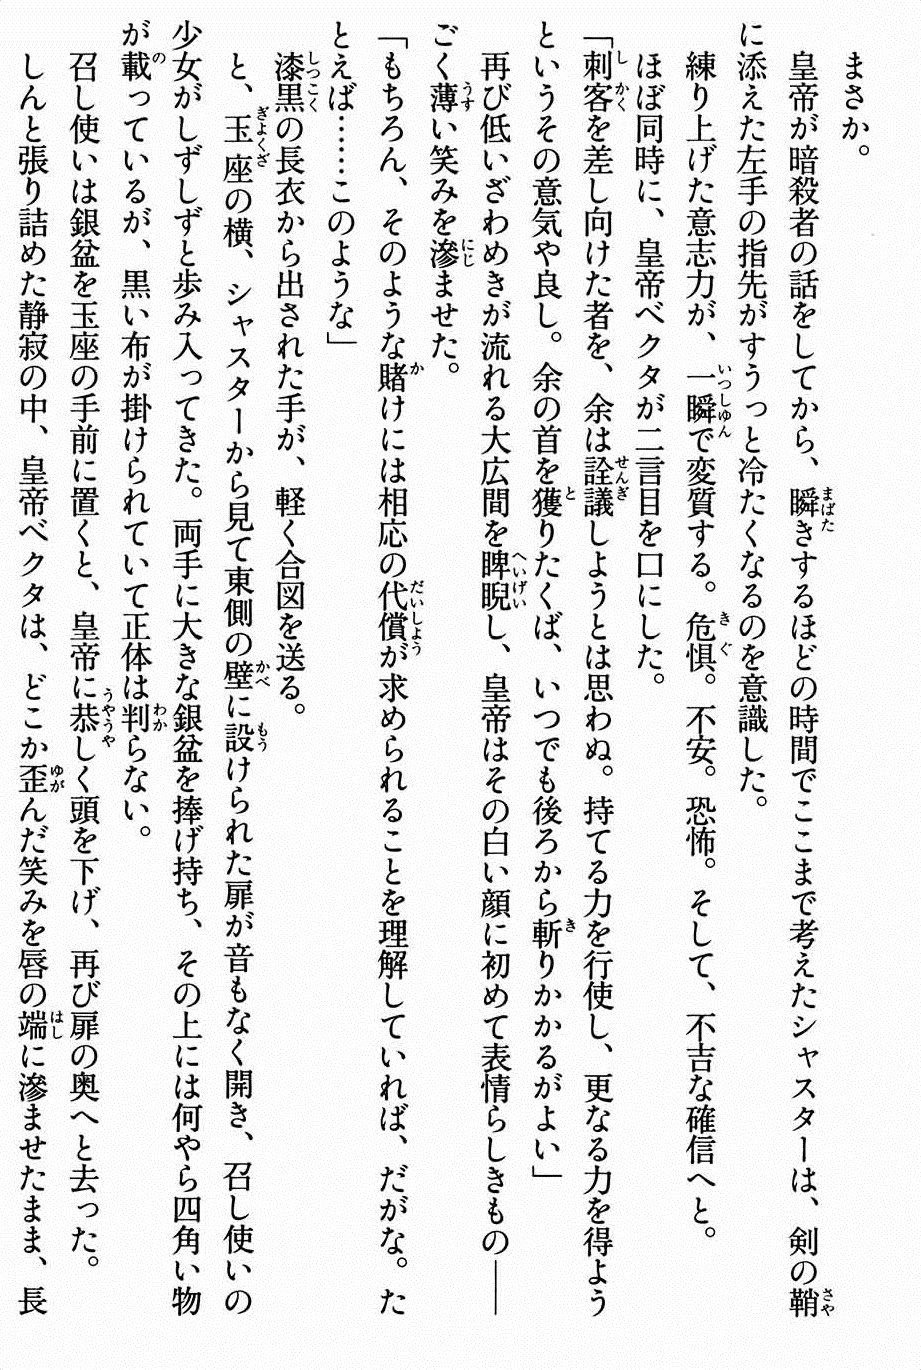 まさか。
皇帝が暗殺者の話をしてから、瞬きするほどの時間でここまで考えたシャスターは、剣の鞘
に添えた左手の指先がすうっと冷たくなるのを意識した。
練り上げた意志力が、一瞬で変質する。危惧。不安。恐怖。そして、不吉な確信へと。
ほぼ同時に、皇帝ベクタが二言目を口にした。
「刺客を差し向けた者を、余は詮議しようとは思わぬ。持てる力を行使し、更なる力を得よう
というその意気や良し。余の首を獲りたくば、いつでも後ろから斬りかかるがよい」
再び低いざわめきが流れる大広間を睥睨し、皇帝はその白い顔に初めて表情らしきもの――
ごく薄い笑みを滲ませた。
「もちろん、そのような賭けには相応の代償が求められることを理解していれば、だがな。た
とえば……このような」
漆黒の長衣から出された手が、軽く合図を送る。
と、玉座の横、シャスターから見て東側の壁に設けられた扉が音もなく開き、召し使いの
少女がしずしずと歩み入ってきた。両手に大きな銀盆を捧げ持ち、その上には何やら四角い物
が載っているが、黒い布が掛けられていて正体は判らない。
召し使いは銀盆を玉座の手前に置くと、皇帝に恭しく頭を下げ、再び扉の奥へと去った。
しんと張り詰めた静寂の中、皇帝ベクタは、どこか歪んだ笑みを唇の端に滲ませたまま、長